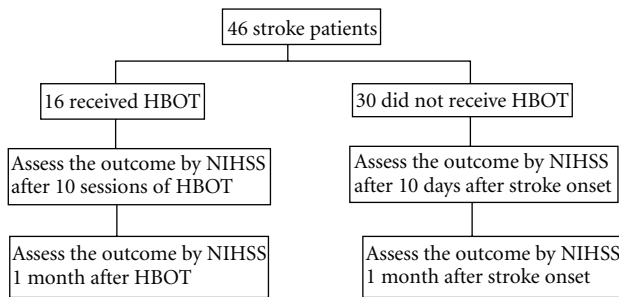 46 stroke patients
16 received HBOT
30 did not receive HBOT
Assess the outcome by NIHSS
after 10 sessions of HBOT
Assess the outcome by NIHSS
after 10 days after stroke onset
Assess the outcome by NIHSS
1 month after HBOT
Assess the outcome by NIHSS
1 month after stroke onset